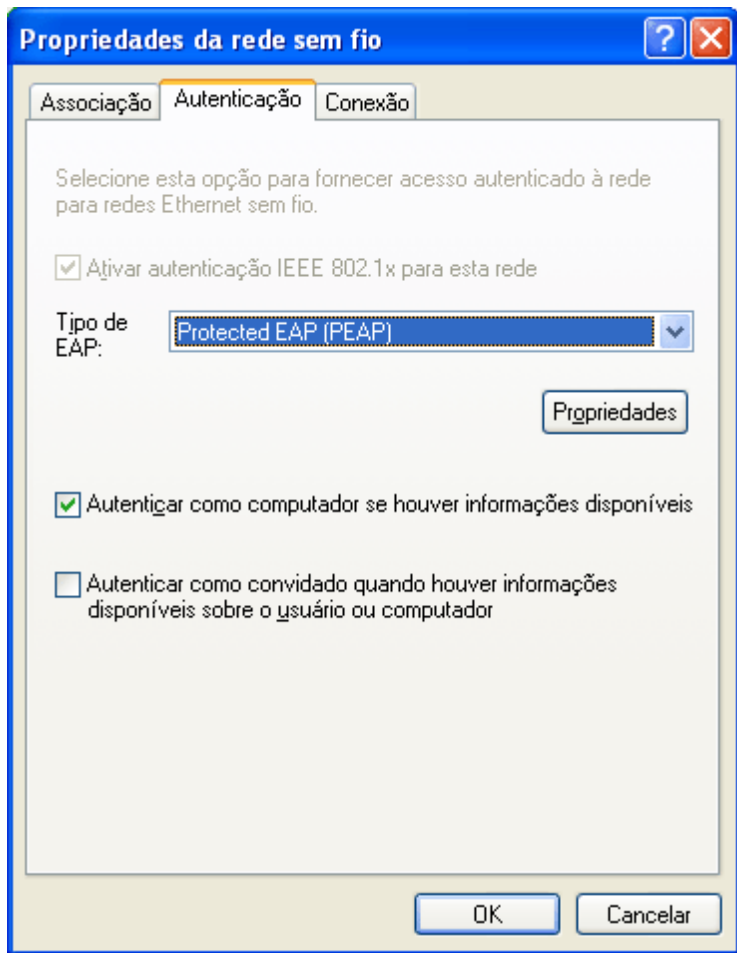 Propriedades da rede sem fio
Associação Autenticação Conexão
Selecione esta opção para fornecer acesso autenticado à rede
para redes Ethernet sem fio.
Ativar autenticação IEEE 802.1x para esta rede
Tipo de
EAP:
Protected EAP (PEAP)
Propriedades
Autenticar como computador se houver informações disponíveis
Autenticar como convidado quando houver informações
disponíveis sobre o usuário ou computador
OK Cancelar